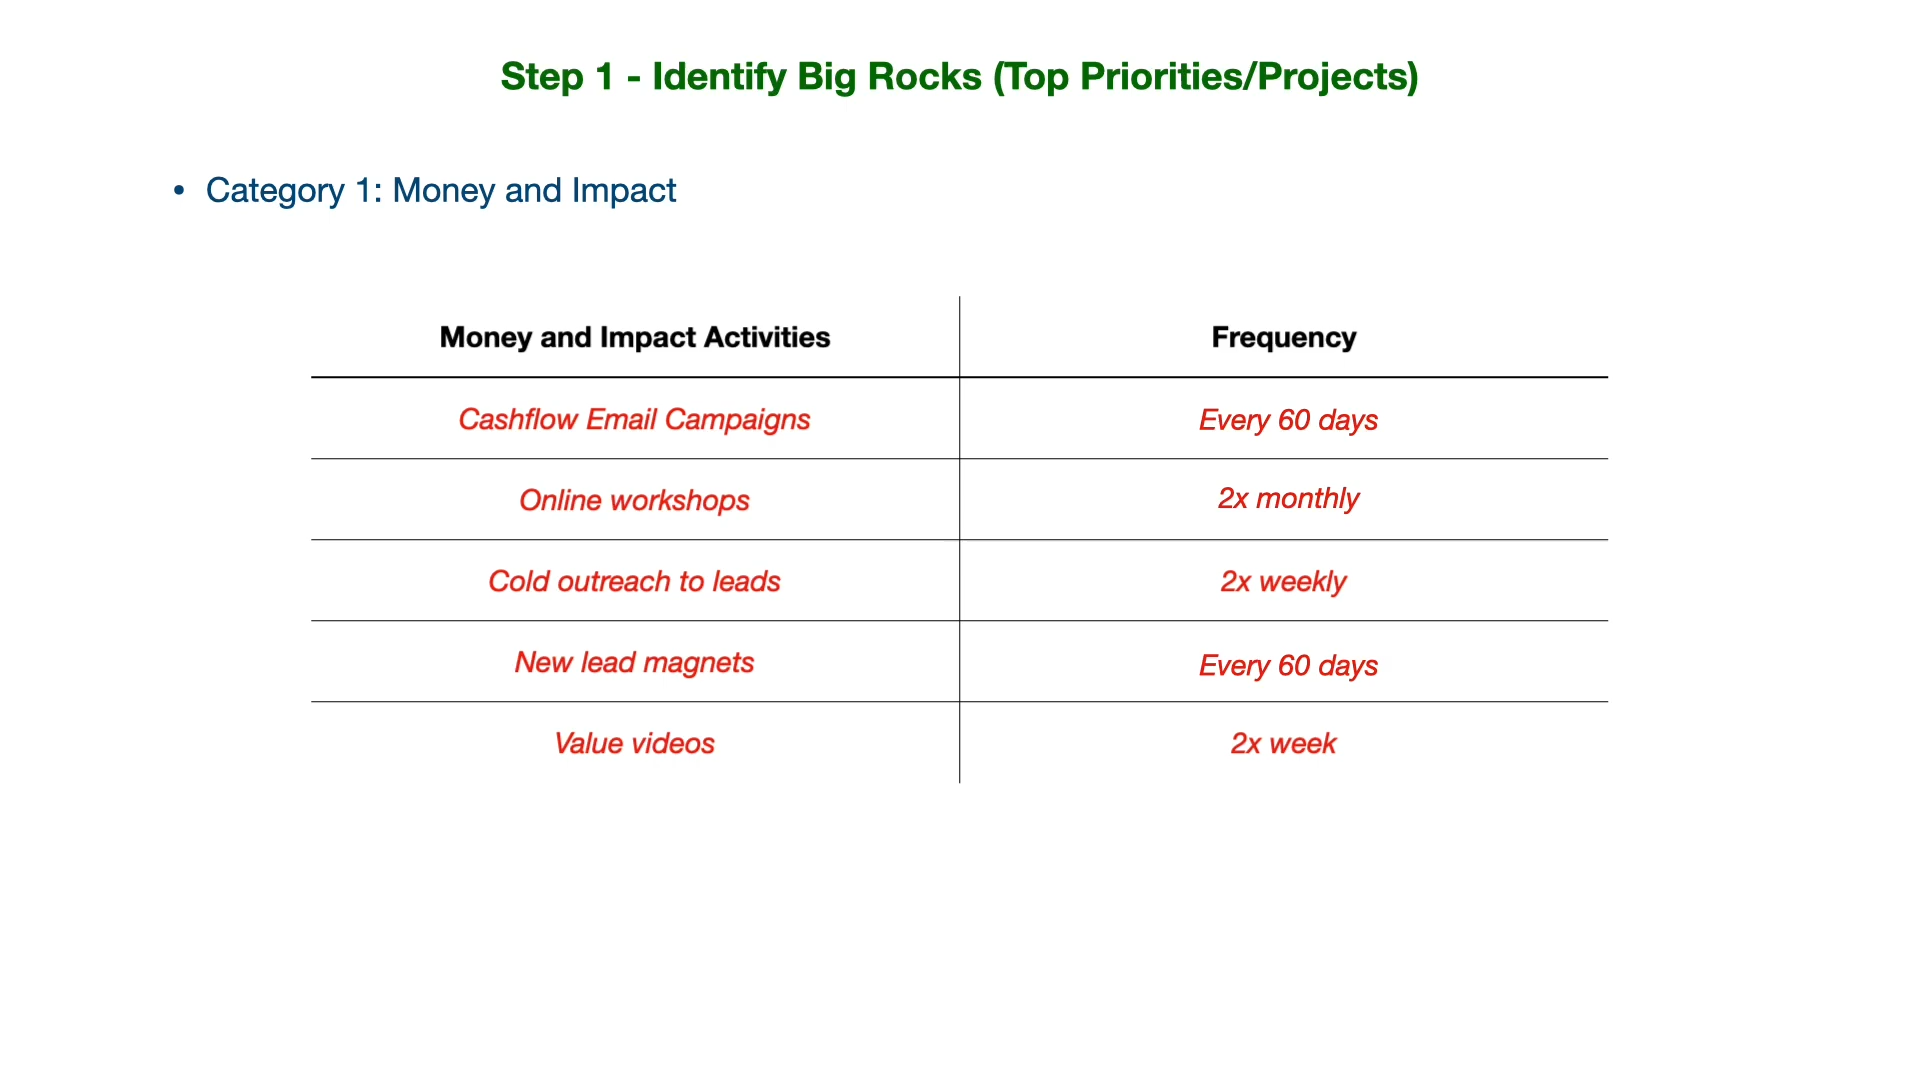 Step 1 - Identify Big Rocks (Top Priorities/Projects)
• Category 1: Money and Impact
Money and Impact Activities Frequency
Cashflow Email Campaigns Every 60 days
Online workshops 2x monthly
Cold outreach to leads 2x weekly
New lead magnets Every 60 days
Value videos 2x week